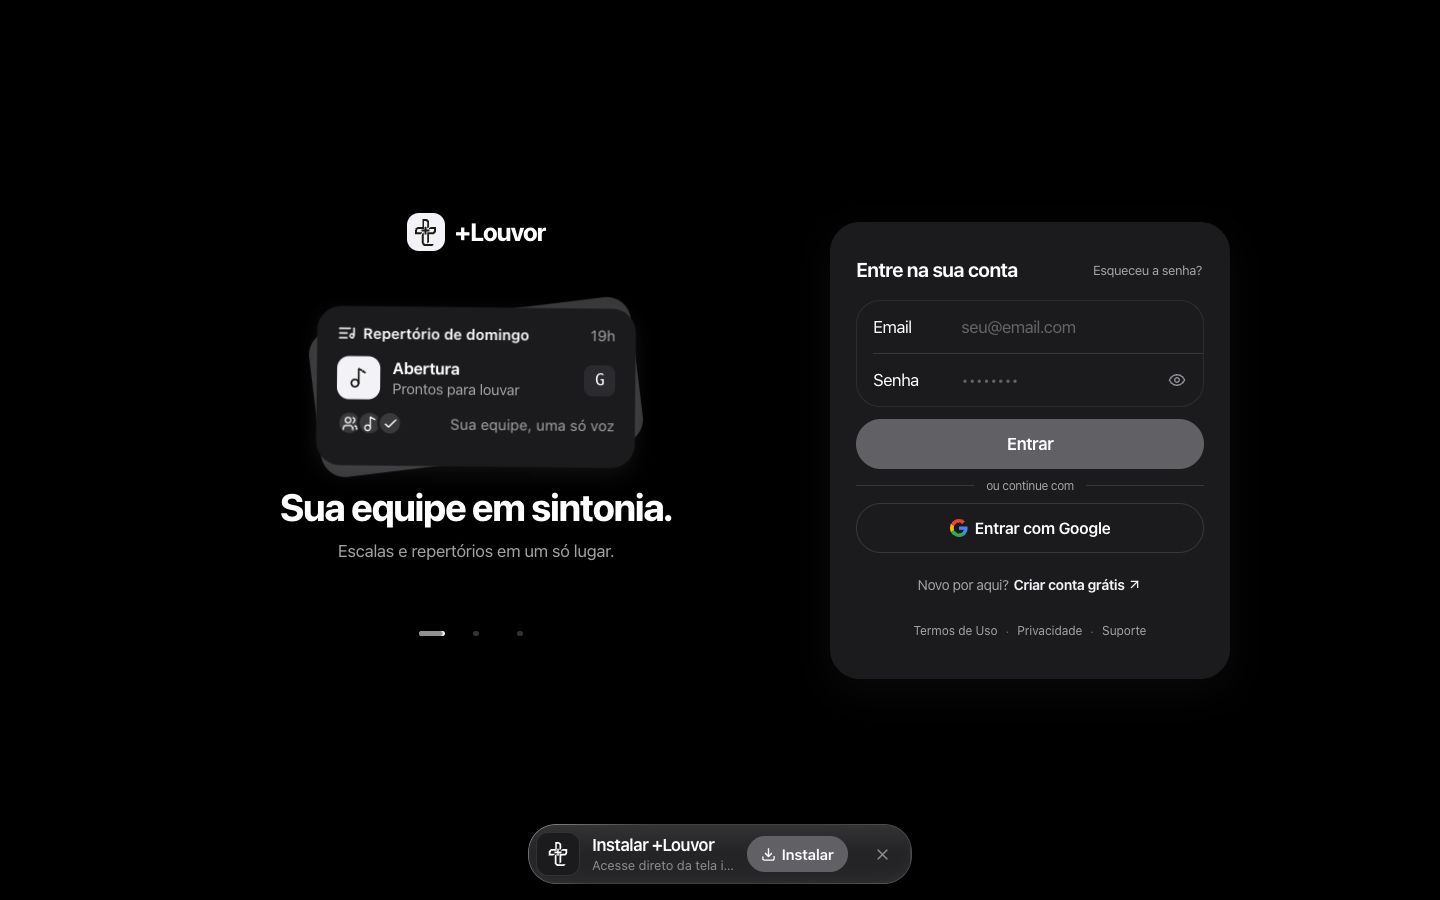 +Louvor
Repertório de domingo 19h
Abertura
Prontos para louvar
G
Sua equipe, uma só voz
Sua equipe em sintonia.
Escalas e repertórios em um só lugar.
Entre na sua conta Esqueceu a senha?
Email seu@email.com
Senha ••••••••
Entrar
ou continue com
Entrar com Google
Novo por aqui? Criar conta grátis
Termos de Uso · Privacidade · Suporte
Instalar +Louvor
Acesse direto da tela i...
Instalar